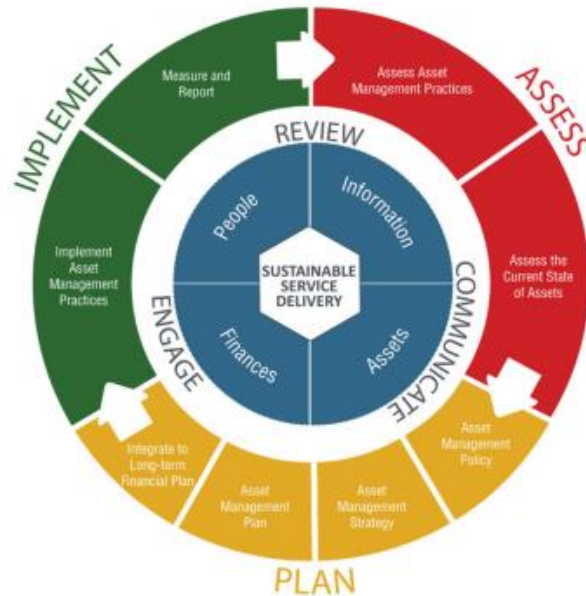 IMPLEMENT
Measure and
Report
Assess Asset
Management Practices
ASSESS
REVIEW
People
Information
Implement
Asset
Management
Practices
SUSTAINABLE
SERVICE
DELIVERY
Assess the
Current State
of Assets
ENGAGE
COMMUNICATE
Finances
Assets
Integrate to
Long-term
Financial Plan
Asset
Management
Plan
Asset
Management
Strategy
Asset
Management
Policy
PLAN